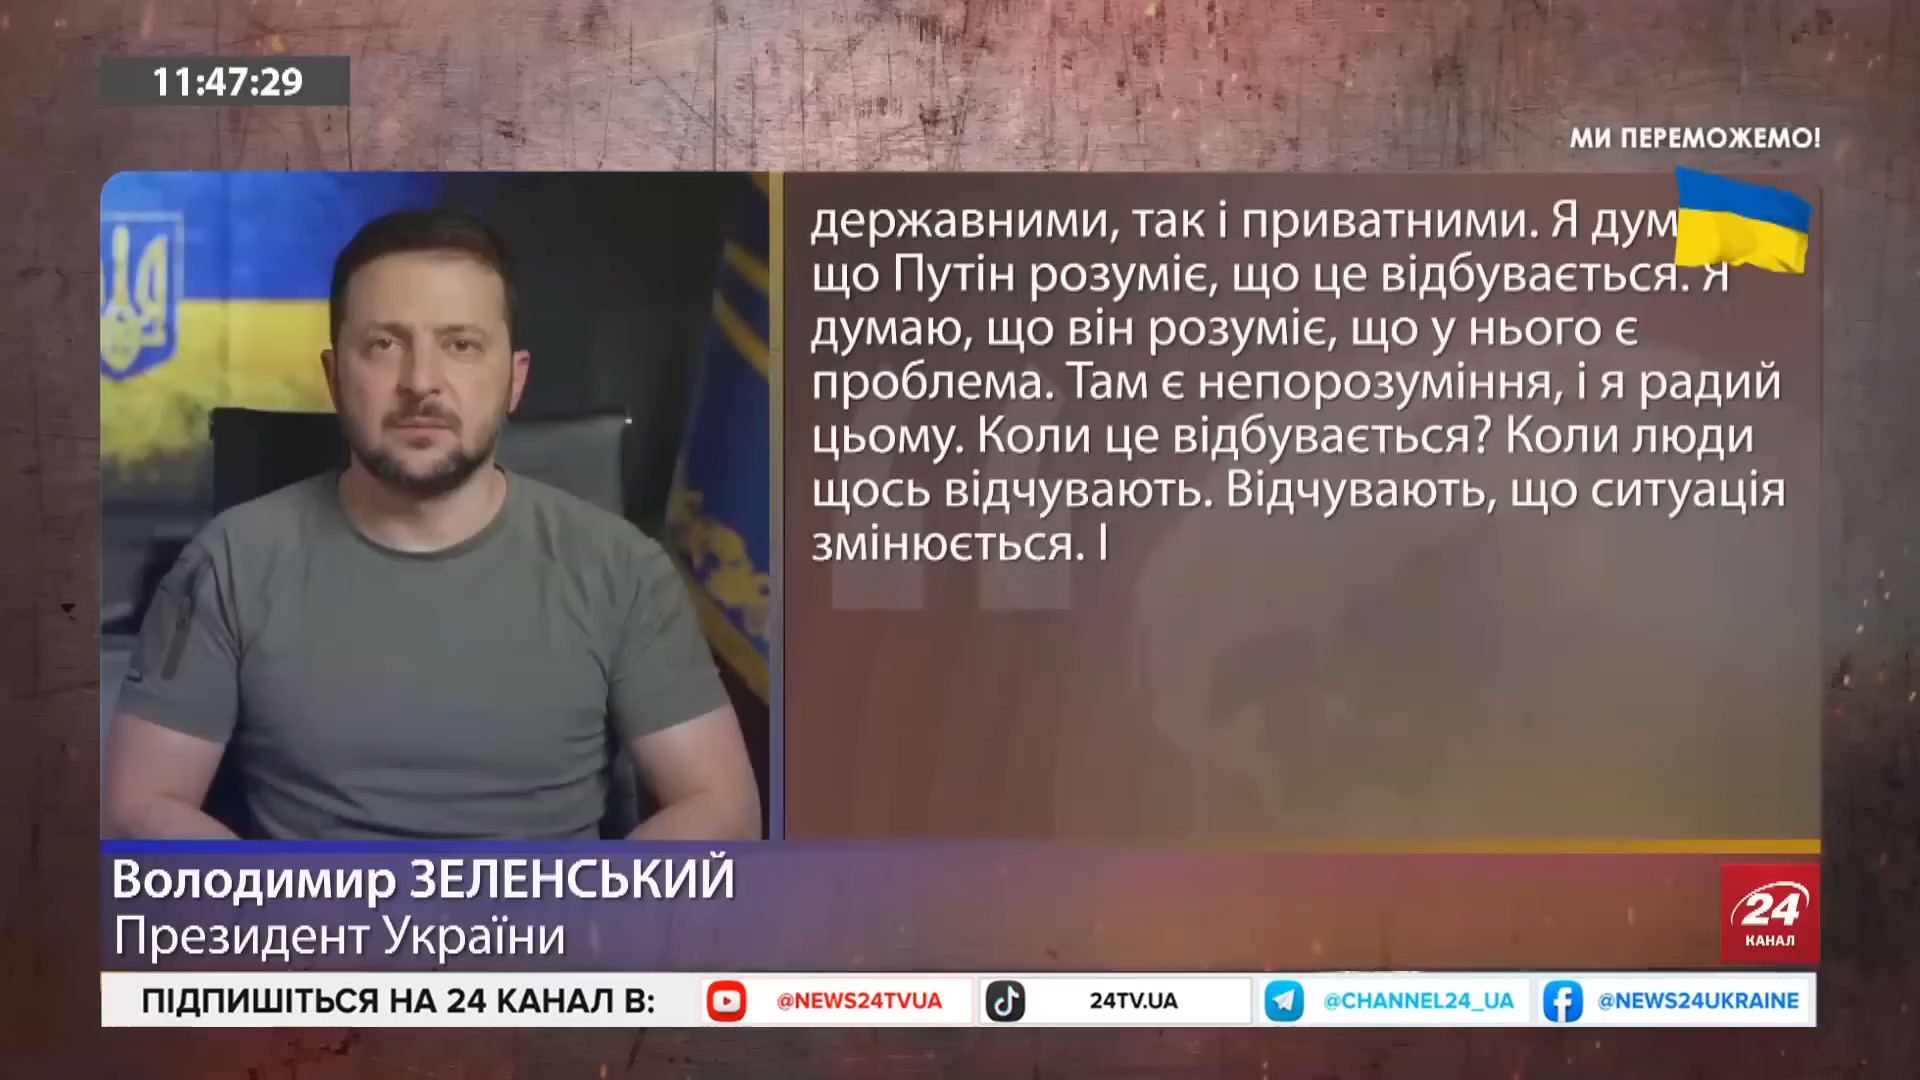 11:47:29
МИ ПЕРЕМОЖЕМО!
державними, так і приватними. Я дум
що Путін розуміє, що це відбувається. Я
думаю, що він розуміє, що у нього є
проблема. Там є непорозуміння, і я радий
цьому. Коли це відбувається? Коли люди
щось відчувають. Відчувають, що ситуація
змінюється. І
Володимир ЗЕЛЕНСЬКИЙ
Президент України
24
КАНАЛ
ПІДПИШІТЬСЯ НА 24 КАНАЛ В: @NEWS24TVUA 24TV.UA @CHANNEL24_UA @NEWS24UKRAINE